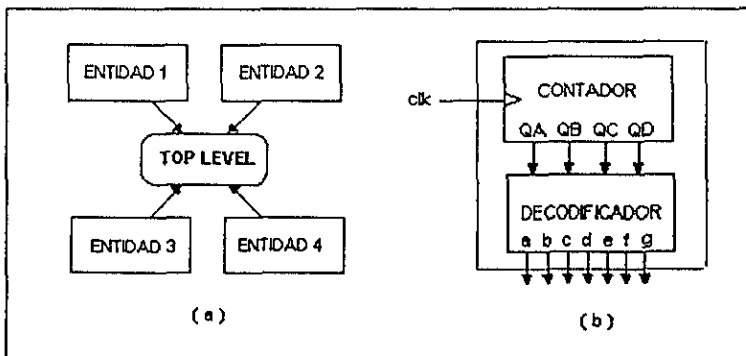 ENTIDAD 1
ENTIDAD 2
TOP LEVEL
ENTIDAD 3
ENTIDAD 4
(a)
clk
CONTADOR
QA QB QC QD
DECODIFICADOR
a b c d e f g
(b)